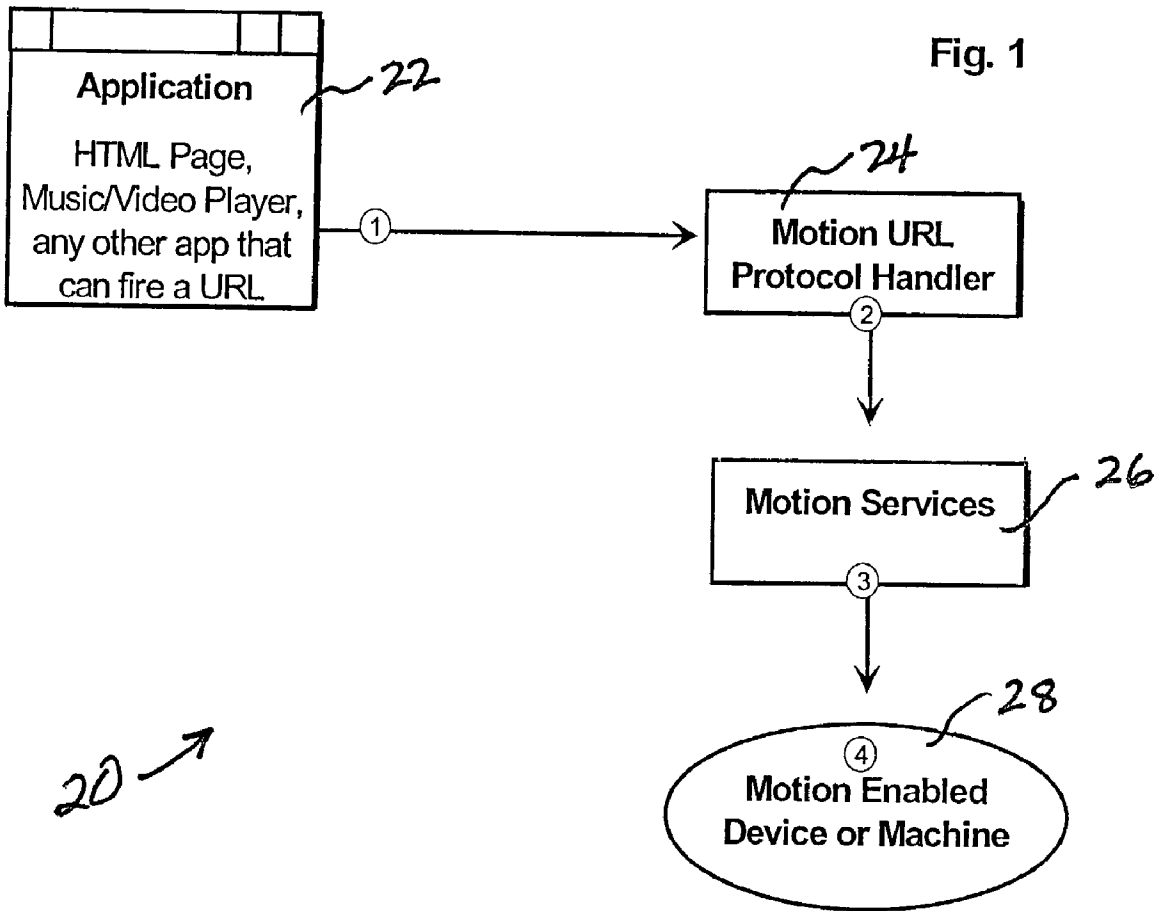 Fig. 1
Application
22
HTML Page,
Music/Video Player,
any other app that
can fire a URL
1
24
Motion URL
Protocol Handler
2
Motion Services
26
3
28
4
Motion Enabled
Device or Machine
20